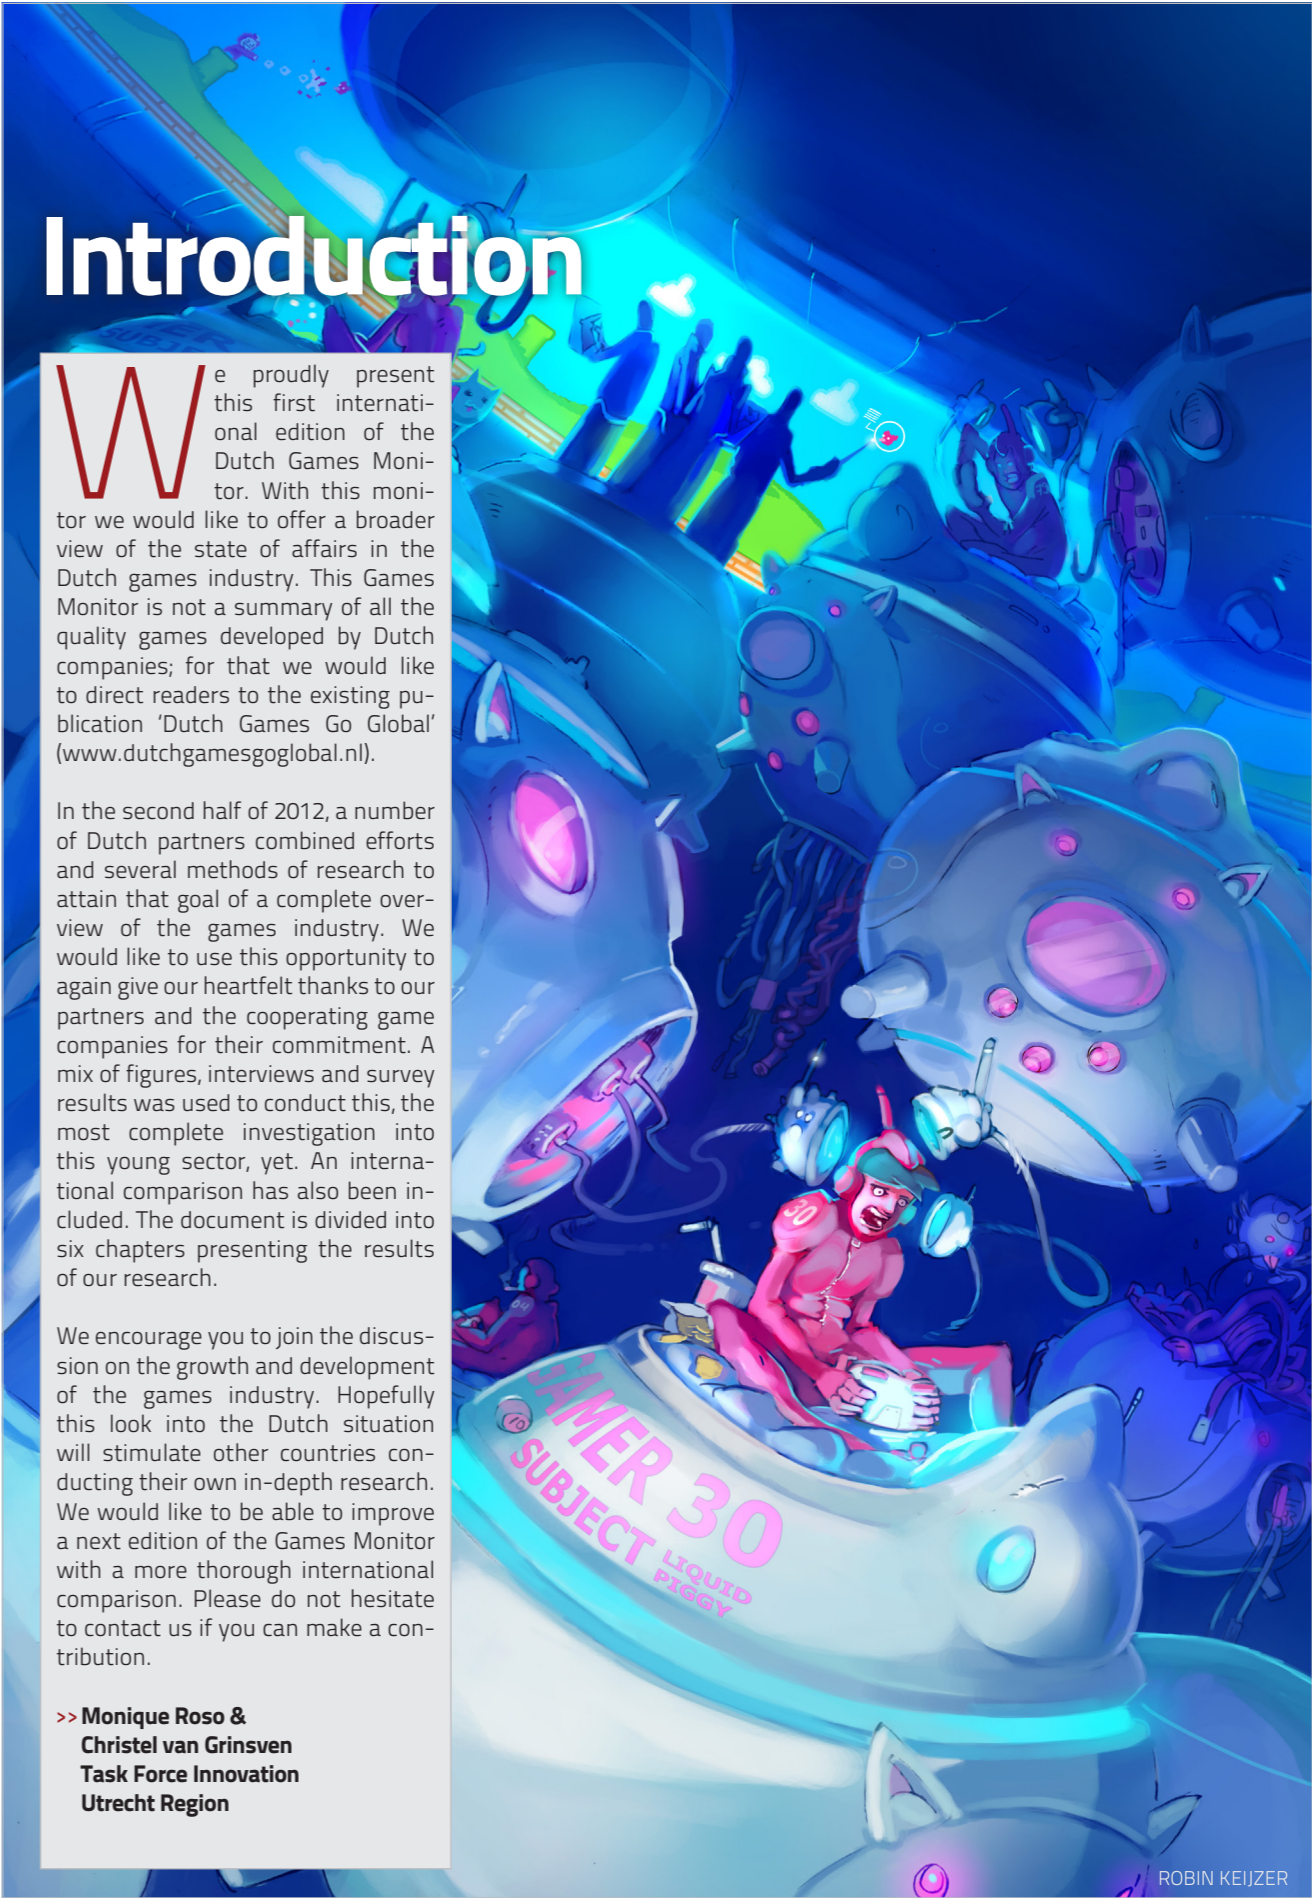 Introduction
We proudly present
this first internati-
onal edition of the
Dutch Games Moni-
tor. With this moni-
tor we would like to offer a broader
view of the state of affairs in the
Dutch games industry. This Games
Monitor is not a summary of all the
quality games developed by Dutch
companies; for that we would like
to direct readers to the existing pu-
blication ‘Dutch Games Go Global’
(www.dutchgamesgoglobal.nl).
In the second half of 2012, a number
of Dutch partners combined efforts
and several methods of research to
attain that goal of a complete over-
view of the games industry. We
would like to use this opportunity to
again give our heartfelt thanks to our
partners and the cooperating game
companies for their commitment. A
mix of figures, interviews and survey
results was used to conduct this, the
most complete investigation into
this young sector, yet. An interna-
tional comparison has also been in-
cluded. The document is divided into
six chapters presenting the results
of our research.
We encourage you to join the discus-
sion on the growth and development
of the games industry. Hopefully
this look into the Dutch situation
will stimulate other countries con-
ducting their own in-depth research.
We would like to be able to improve
a next edition of the Games Monitor
with a more thorough international
comparison. Please do not hesitate
to contact us if you can make a con-
tribution.
>> Monique Roso &
Christel van Grinsven
Task Force Innovation
Utrecht Region
30
04
10
GAMER 30
SUBJECT
LIQUID
PIGGY
ROBIN KEIJZER